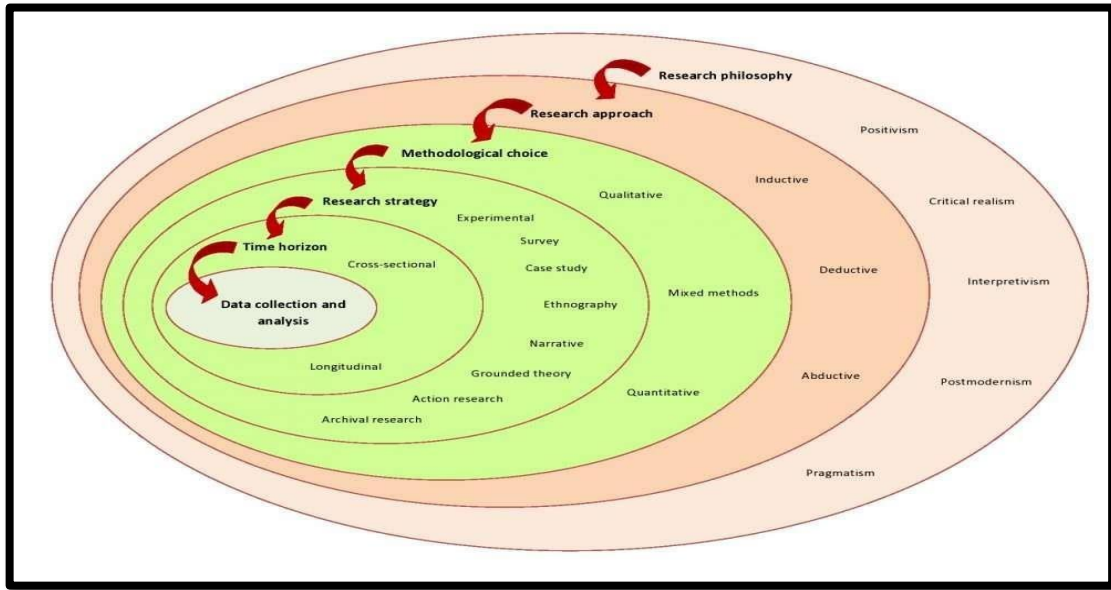 Research philosophy
Research approach
Positivism
Methodological choice
Inductive
Qualitative
Research strategy
Critical realism
Experimental
Survey
Time horizon
Cross-sectional
Case study
Deductive
Interpretivism
Mixed methods
Data collection and
analysis
Ethnography
Narrative
Longitudinal
Grounded theory
Abductive
Postmodernism
Quantitative
Action research
Archival research
Pragmatism